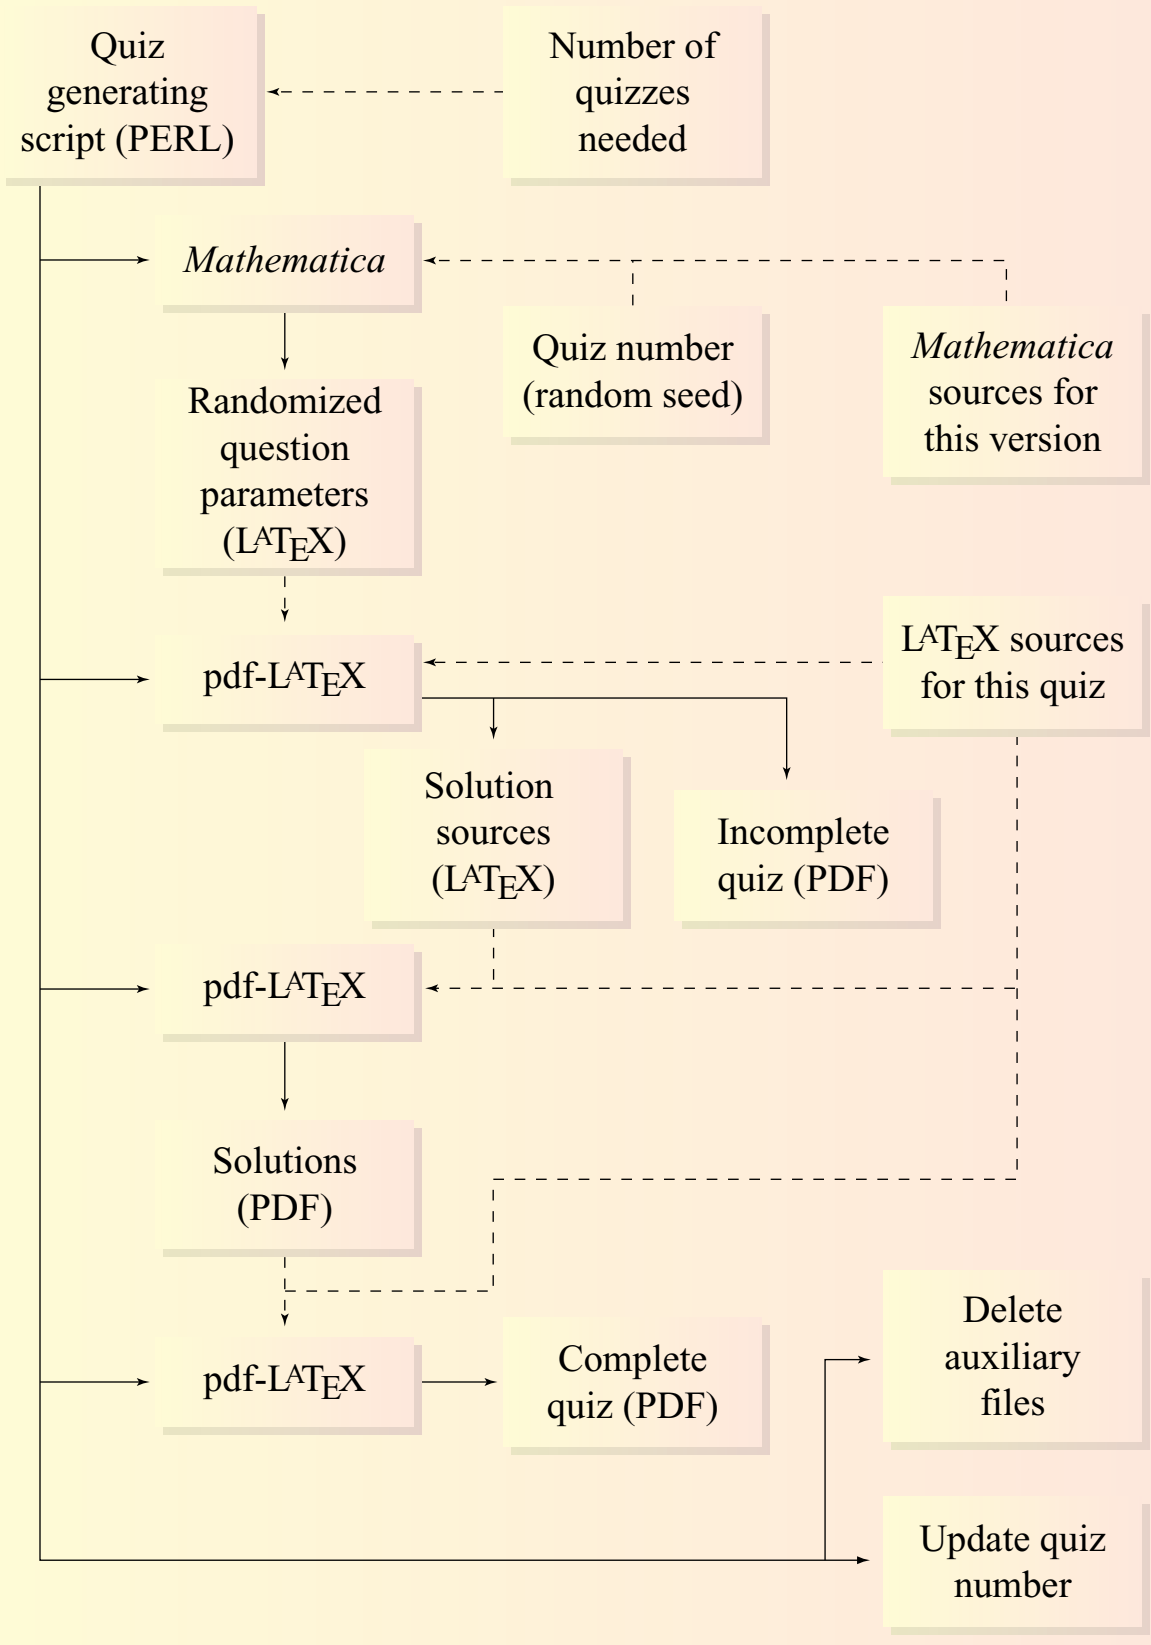 Quiz
generating
script (PERL)
Number of
quizzes
needed
Mathematica
Quiz number
(random seed)
Mathematica
sources for
this version
Randomized
question
parameters
(LATEX)
pdf-LATEX
LATEX sources
for this quiz
Solution
sources
(LATEX)
Incomplete
quiz (PDF)
pdf-LATEX
Solutions
(PDF)
pdf-LATEX
Complete
quiz (PDF)
Delete
auxiliary
files
Update quiz
number